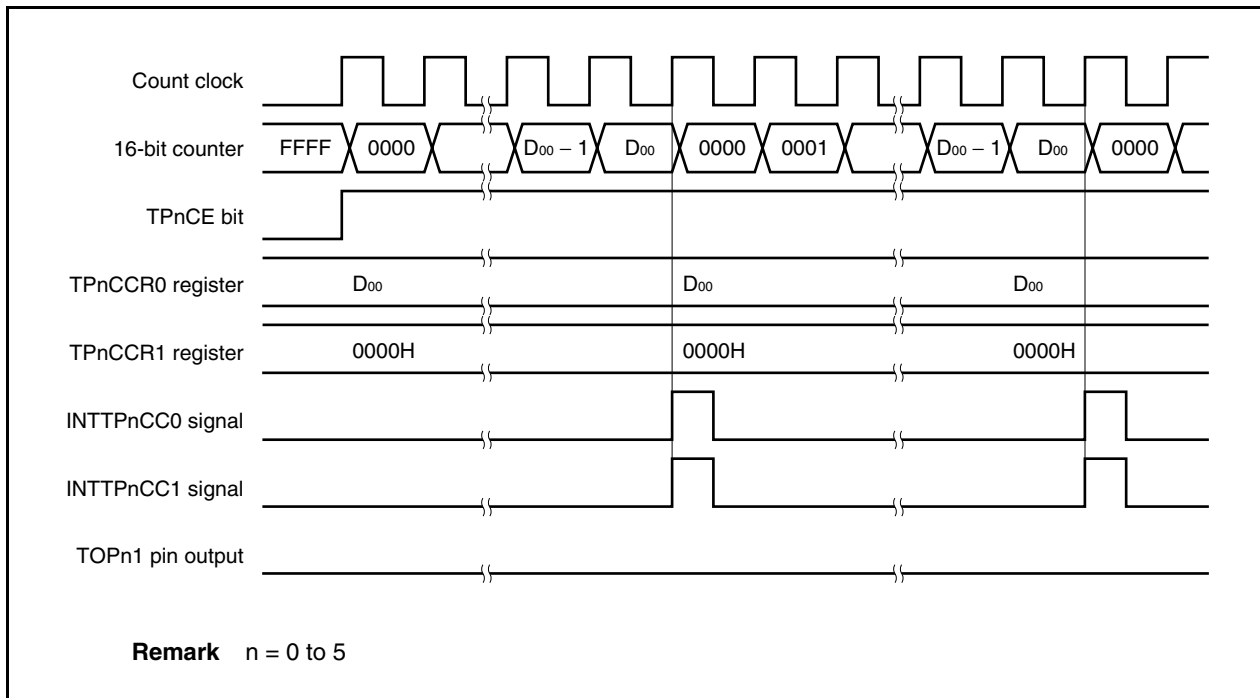 Count clock
16-bit counter FFFF 0000 D00 − 1 D00 0000 0001 D00 − 1 D00 0000
TPnCE bit
TPnCCR0 register D00 D00 D00
TPnCCR1 register 0000H 0000H 0000H
INTTPnCC0 signal
INTTPnCC1 signal
TOPn1 pin output
Remark n = 0 to 5